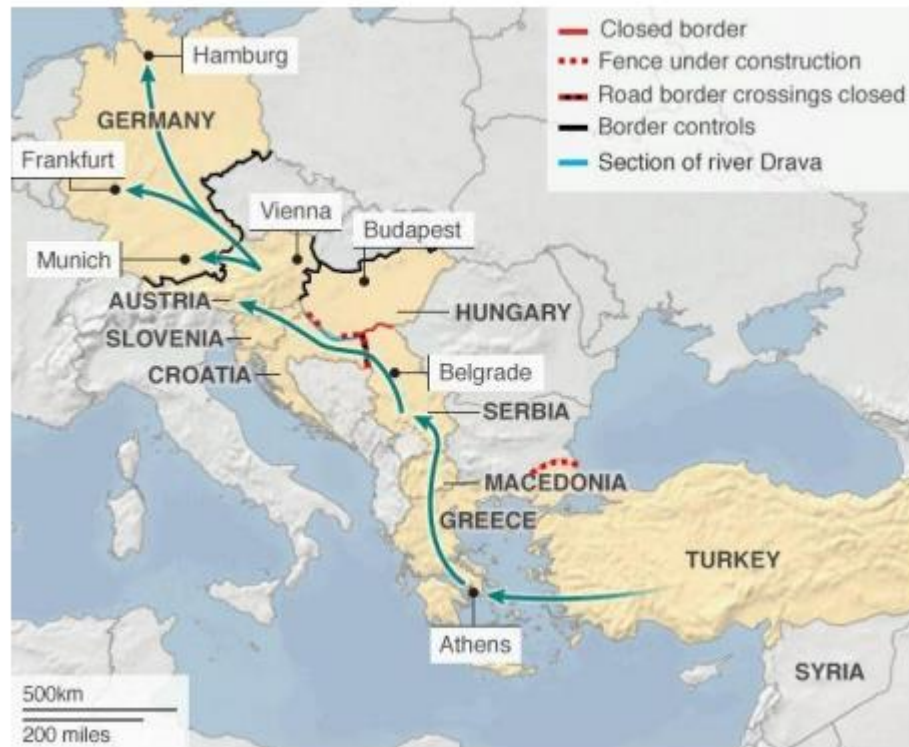 Hamburg
GERMANY
Frankfurt
Vienna
Budapest
Munich
AUSTRIA
HUNGARY
SLOVENIA
CROATIA
Belgrade
SERBIA
MACEDONIA
GREECE
TURKEY
Athens
SYRIA
Closed border
Fence under construction
Road border crossings closed
Border controls
Section of river Drava
500km
200 miles